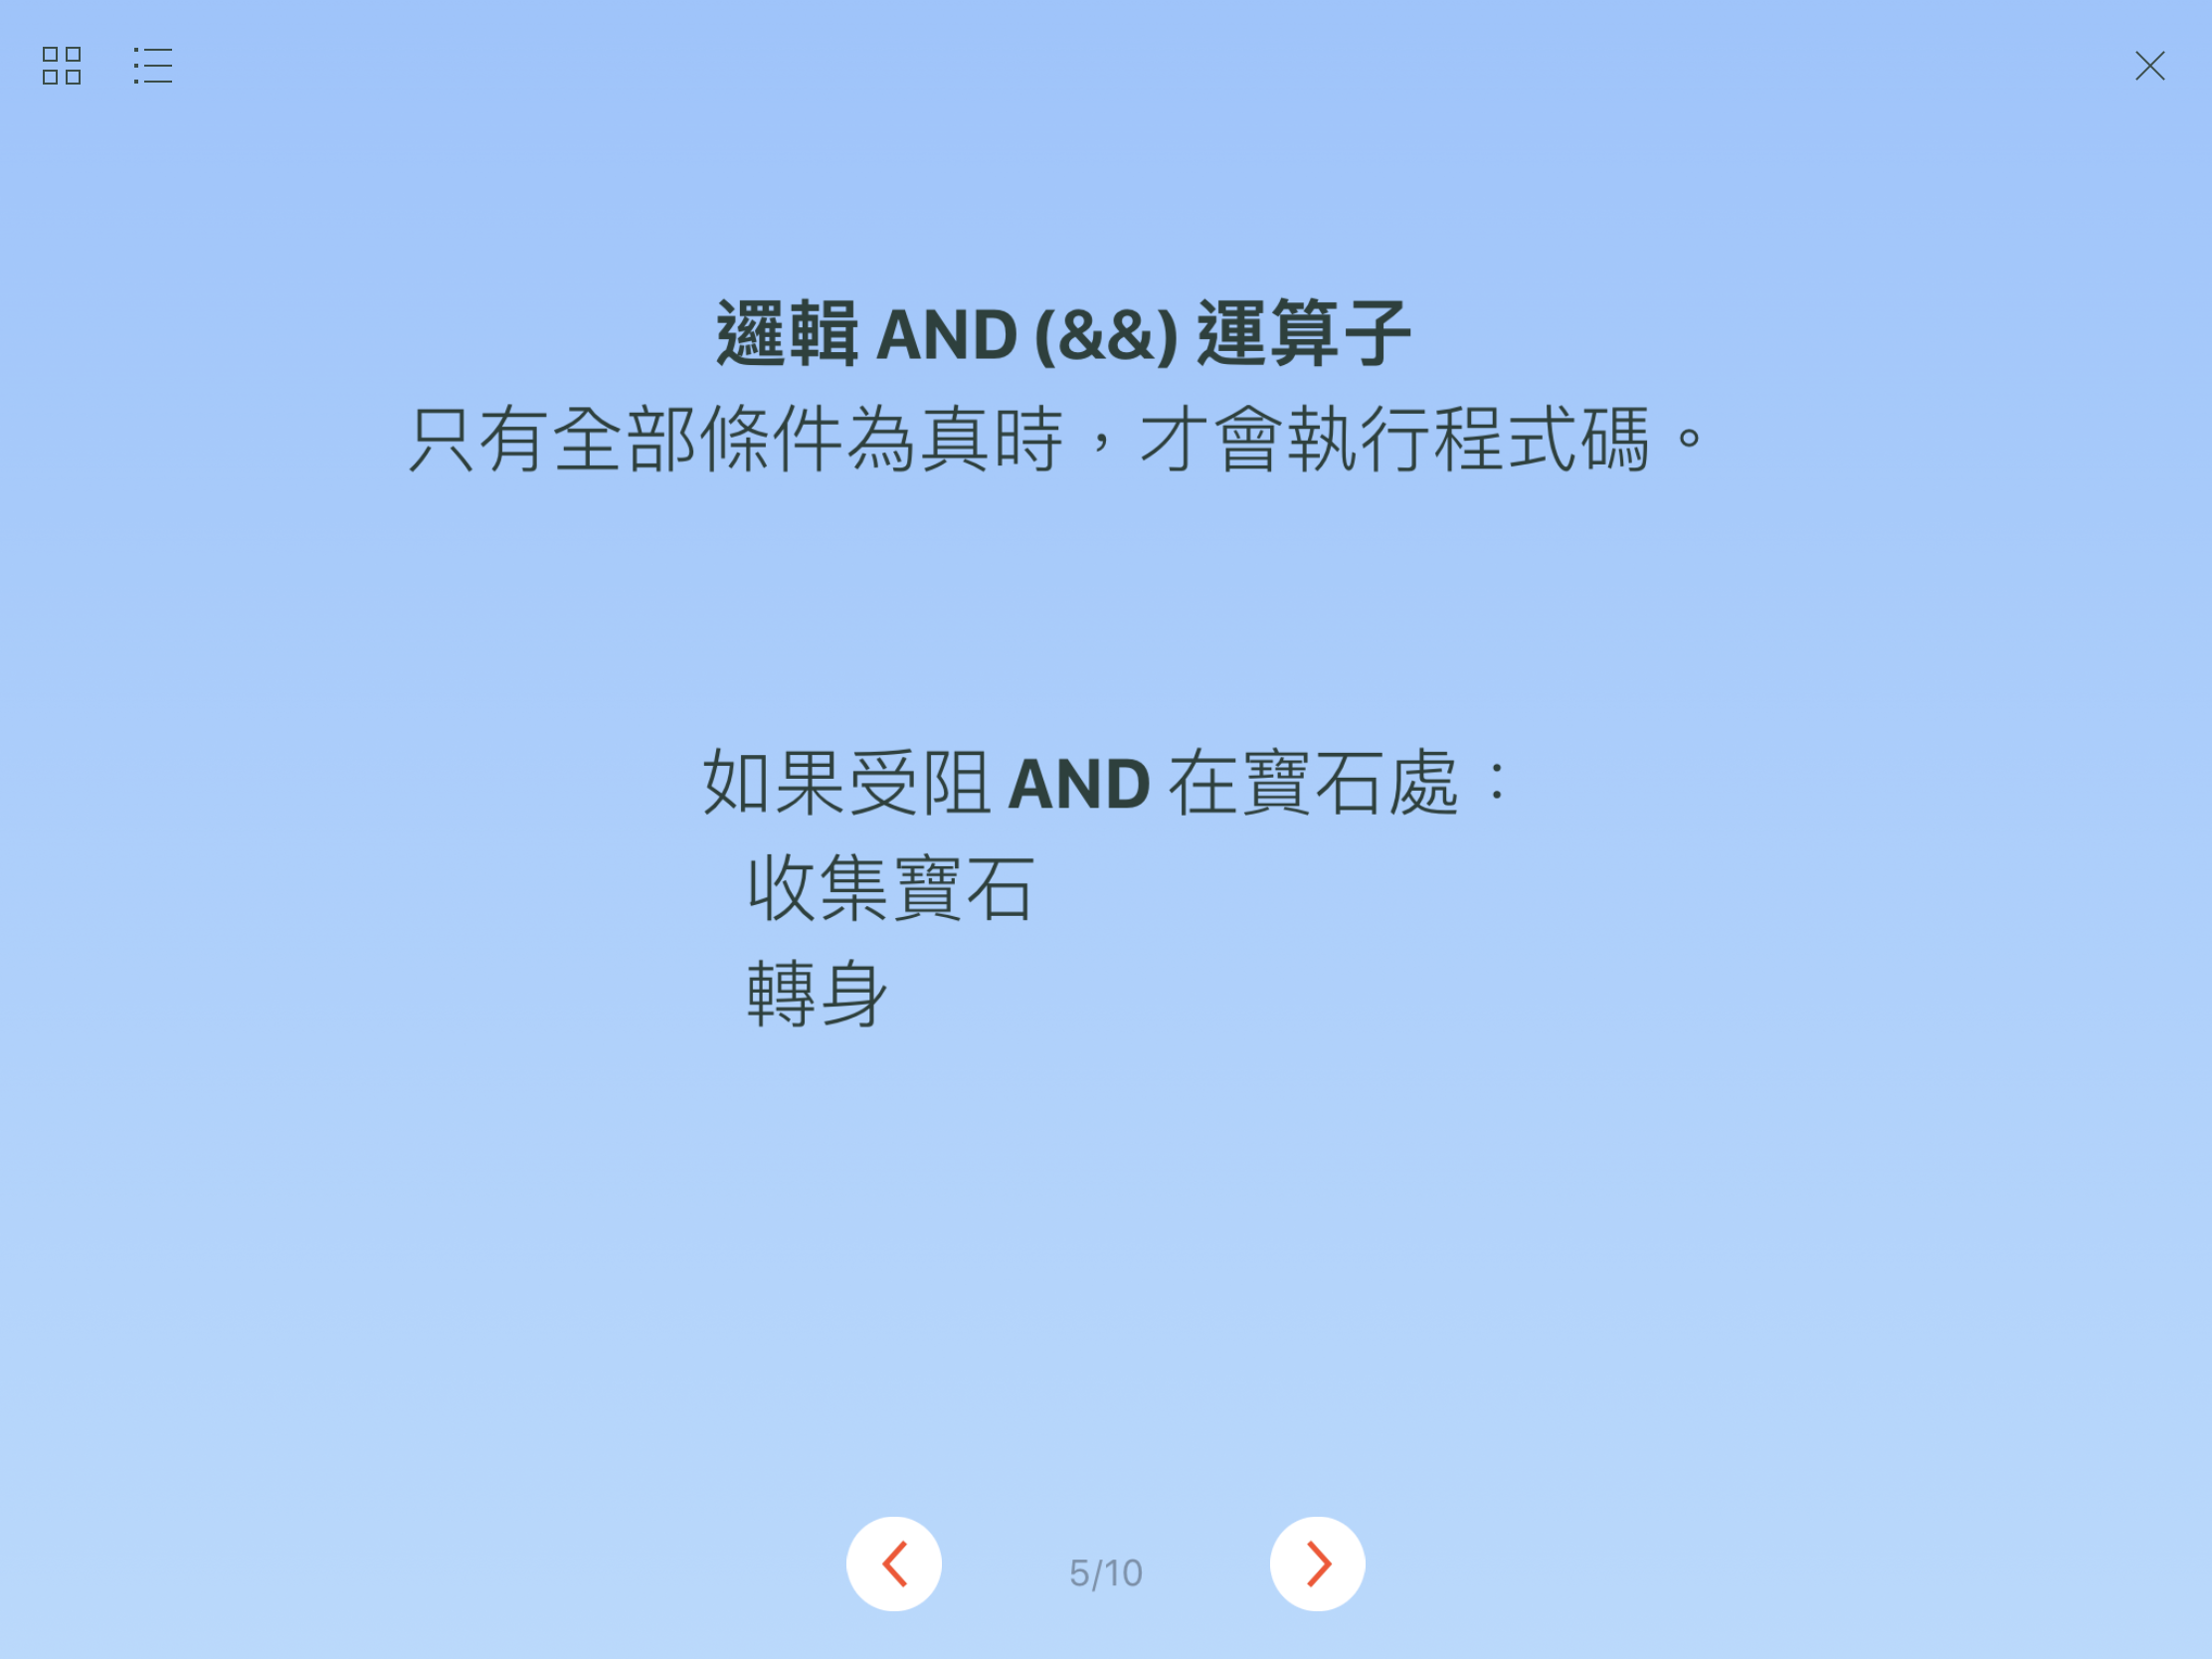 邏輯 AND (&&) 運算子
只有全部條件為真時，才會執行程式碼。
如果受阻 AND 在寶石處：
收集寶石
轉身
5/10